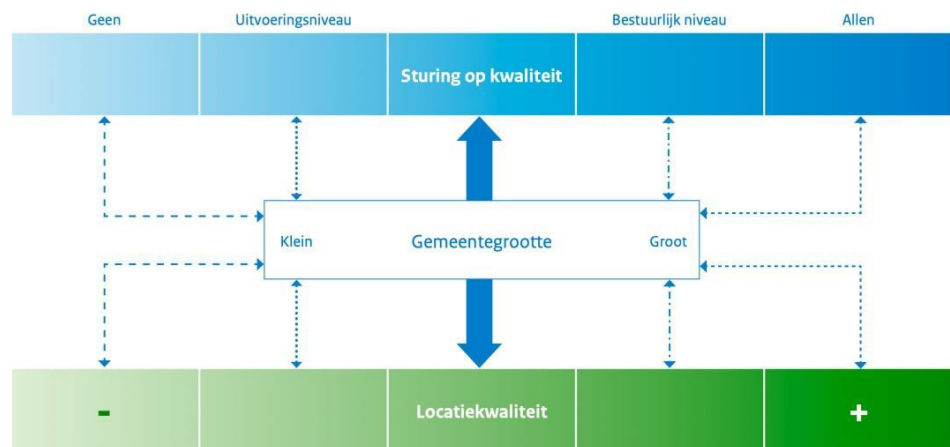 Geen
Uitvoeringsniveau
Bestuurlijk niveau
Allen
Sturing op kwaliteit
Klein
Gemeentegrootte
Groot
-
Locatiekwaliteit
+